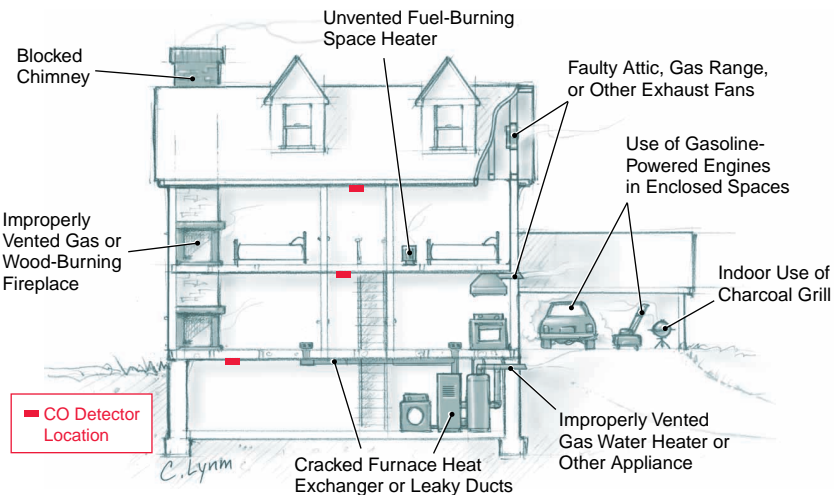 Unvented Fuel-Burning
Space Heater
Blocked
Chimney
Faulty Attic, Gas Range,
or Other Exhaust Fans
Use of Gasoline-
Powered Engines
in Enclosed Spaces
Improperly
Vented Gas or
Wood-Burning
Fireplace
Indoor Use of
Charcoal Grill
CO Detector
Location
Improperly Vented
Gas Water Heater or
Other Appliance
Cracked Furnace Heat
Exchanger or Leaky Ducts
C. Lynm